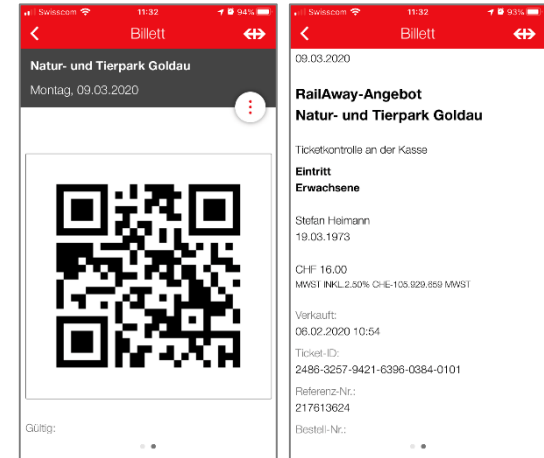 Swisscom
11:32
94%
Billett
Natur- und Tierpark Goldau
Montag, 09.03.2020
Gültig:
Swisscom
11:32
93%
Billett
09.03.2020
RailAway-Angebot
Natur- und Tierpark Goldau
Ticketkontrolle an der Kasse
Eintritt
Erwachsene
Stefan Heimann
19.03.1973
CHF 16.00
MWST INKL.2.50% CHE-105.929.659 MWST
Verkauft:
06.02.2020 10:54
Ticket-ID:
2486-3257-9421-6396-0384-0101
Referenz-Nr.:
217613624
Bestell-Nr.: